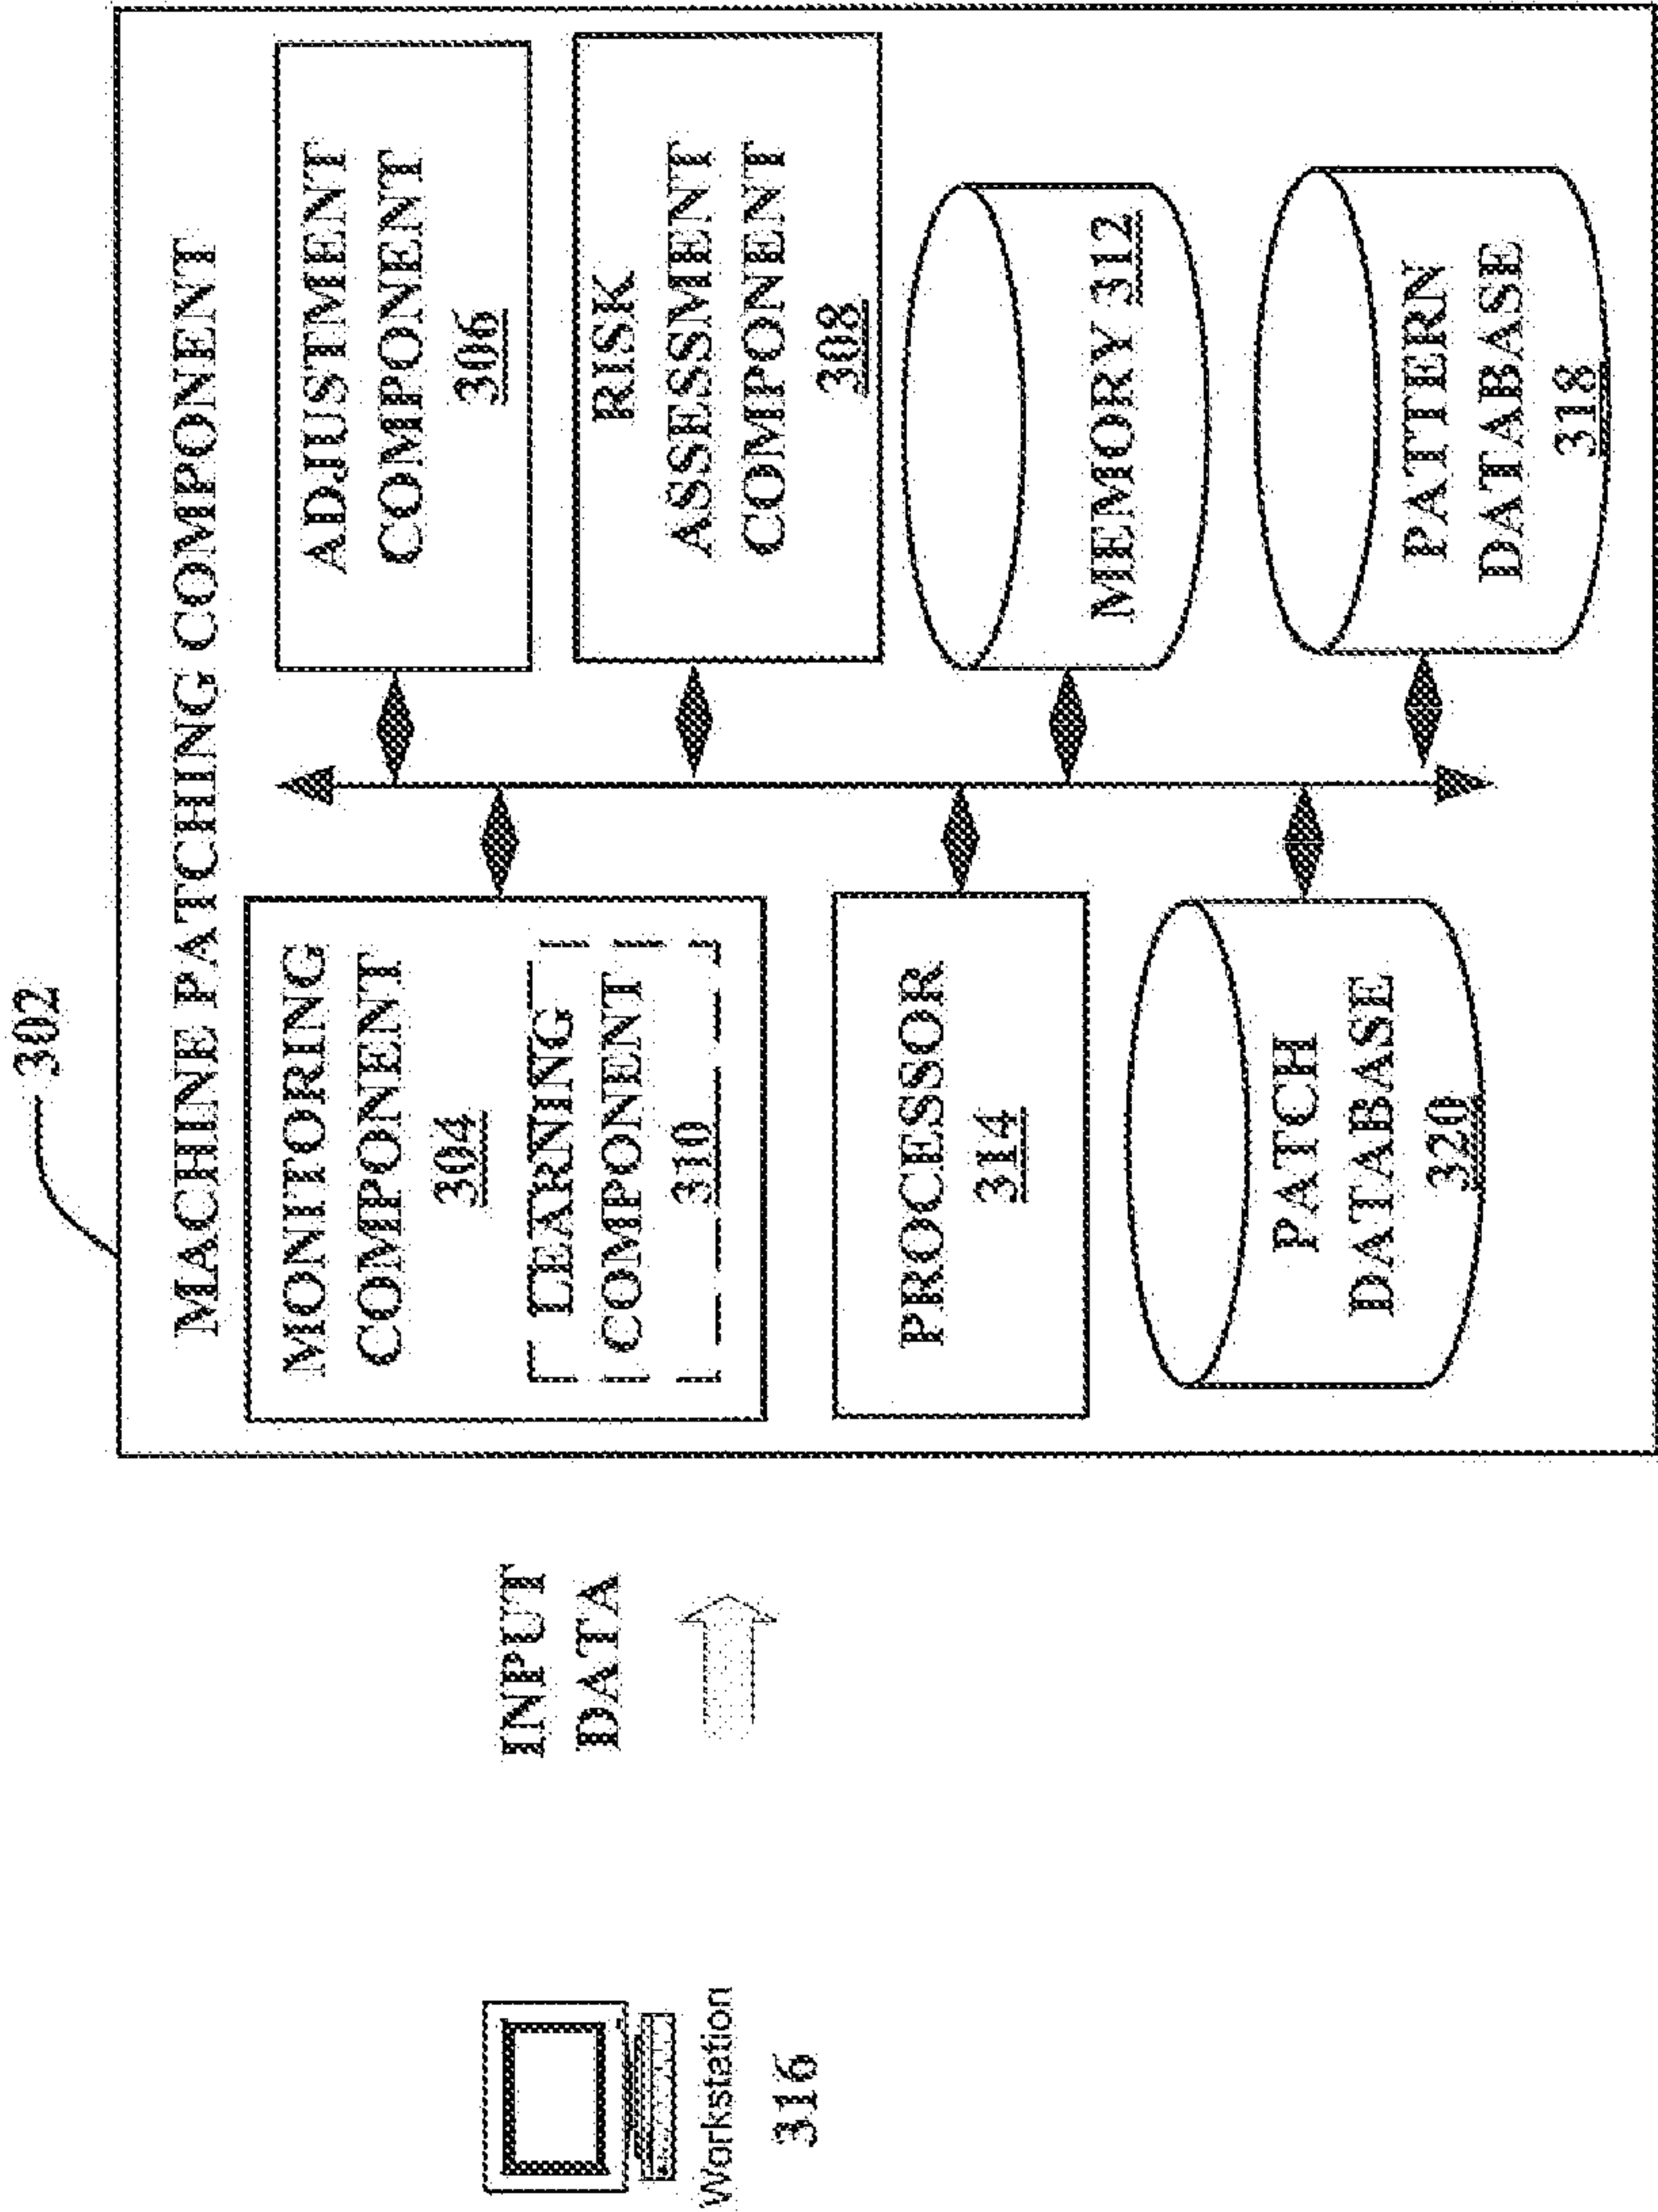 302
MACHINE PATCHING COMPONENT
MONITORING
COMPONENT
304
LEARNING
COMPONENT
310
ADJUSTMENT
COMPONENT
306
RISK
ASSESSMENT
COMPONENT
308
PROCESSOR
314
MEMORY 312
PATCH
DATABASE
320
PATTERN
DATABASE
318
INPUT
DATA
Workstation
316